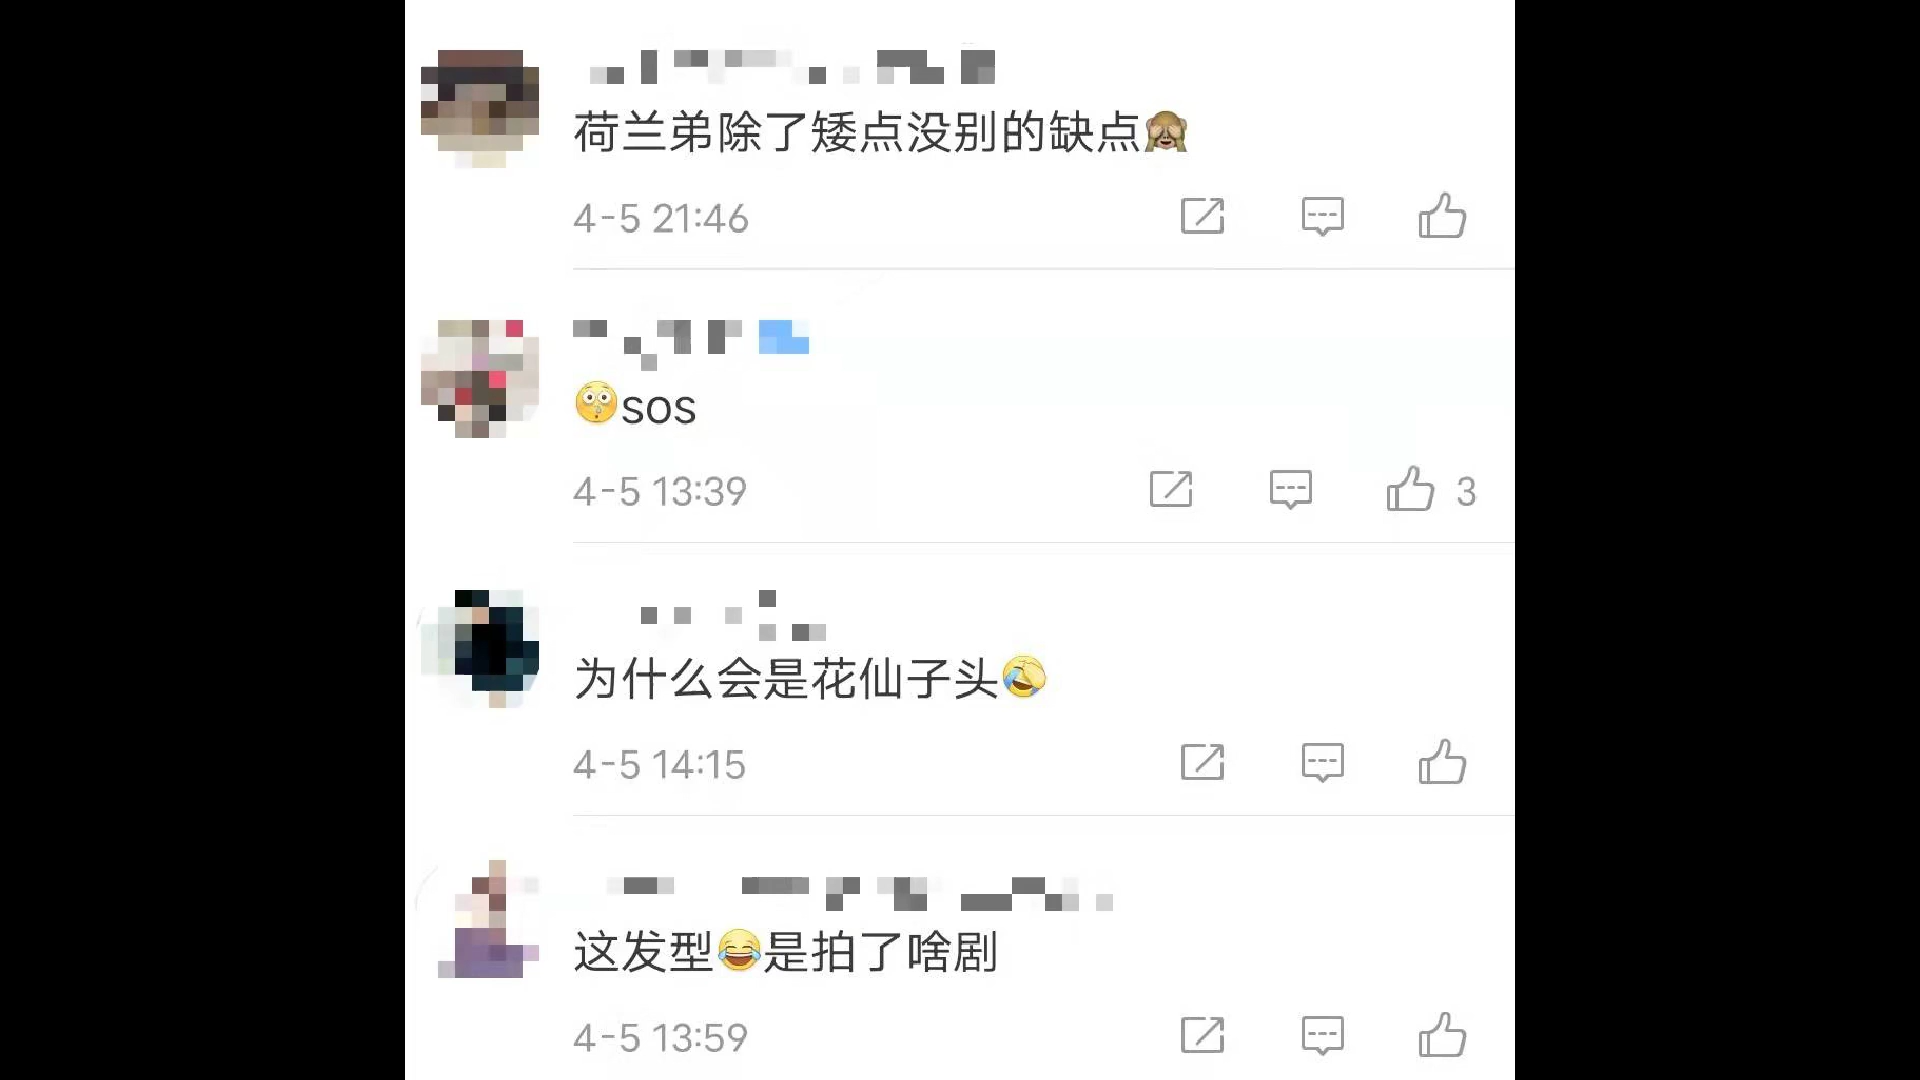 荷兰弟除了矮点没别的缺点🙈
4-5 21:46
😳sos
4-5 13:39
3
为什么会是花仙子头🤣
4-5 14:15
这发型😂是拍了啥剧
4-5 13:59